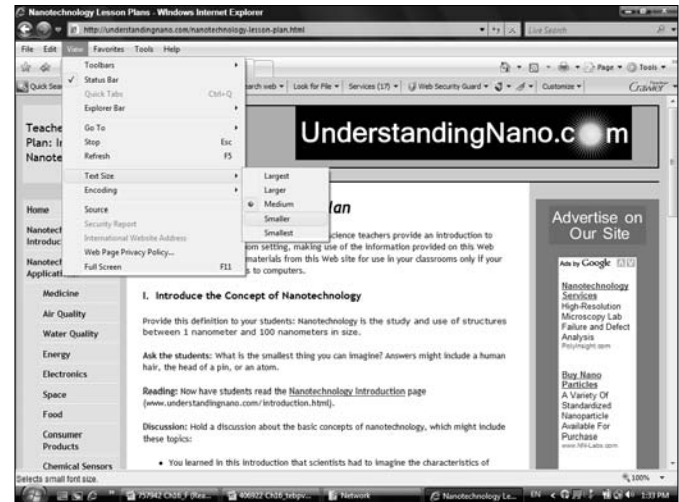 Nanotechnology Lesson Plans - Windows Internet Explorer
http://understandingnano.com/nanotechnology-lesson-plan.html
Live Search
File Edit View Favorites Tools Help
Page Tools
Quick Sea
arch web Look for File Services (17) Web Security Guard Customize Crawler
Toolbars
Status Bar
Quick Tabs Ctrl+Q
Explorer Bar
Go To
Stop Esc
Refresh F5
Text Size
Encoding
Source
Security Report
International Website Address
Web Page Privacy Policy...
Full Screen F11
Largest
Larger
Medium
Smaller
Smallest
Teache
Plan: In
Nanote
UnderstandingNano.c m
Home
Nanotecl
Introduc
Nanotecl
Applicati
Medicine
Air Quality
Water Quality
Energy
Electronics
Space
Food
Consumer
Products
Chemical Sensors
lan
science teachers provide an introduction to
om setting, making use of the information provided on this Web
materials from this Web site for use in your classrooms only if your
s to computers.
I. Introduce the Concept of Nanotechnology
Provide this definition to your students: Nanotechnology is the study and use of structures
between 1 nanometer and 100 nanometers in size.
Ask the students: What is the smallest thing you can imagine? Answers might include a human
hair, the head of a pin, or an atom.
Reading: Now have students read the Nanotechnology Introduction page
(www.understandingnano.com/introduction.html).
Discussion: Hold a discussion about the basic concepts of nanotechnology, which might include
these topics:
• You learned in this introduction that scientists had to imagine the characteristics of
Advertise on
Our Site
Ads by Google
Nanotechnology
Services
High-Resolution
Microscopy Lab
Failure and Defect
Analysis
Polyinsight.com
Buy Nano
Particles
A Variety Of
Standardized
Nanoparticle
Available For
Purchase
www.NN-Labs.com
Selects small font size.
100%
Network
Nanotechnology Le...
EN
1:33 PM